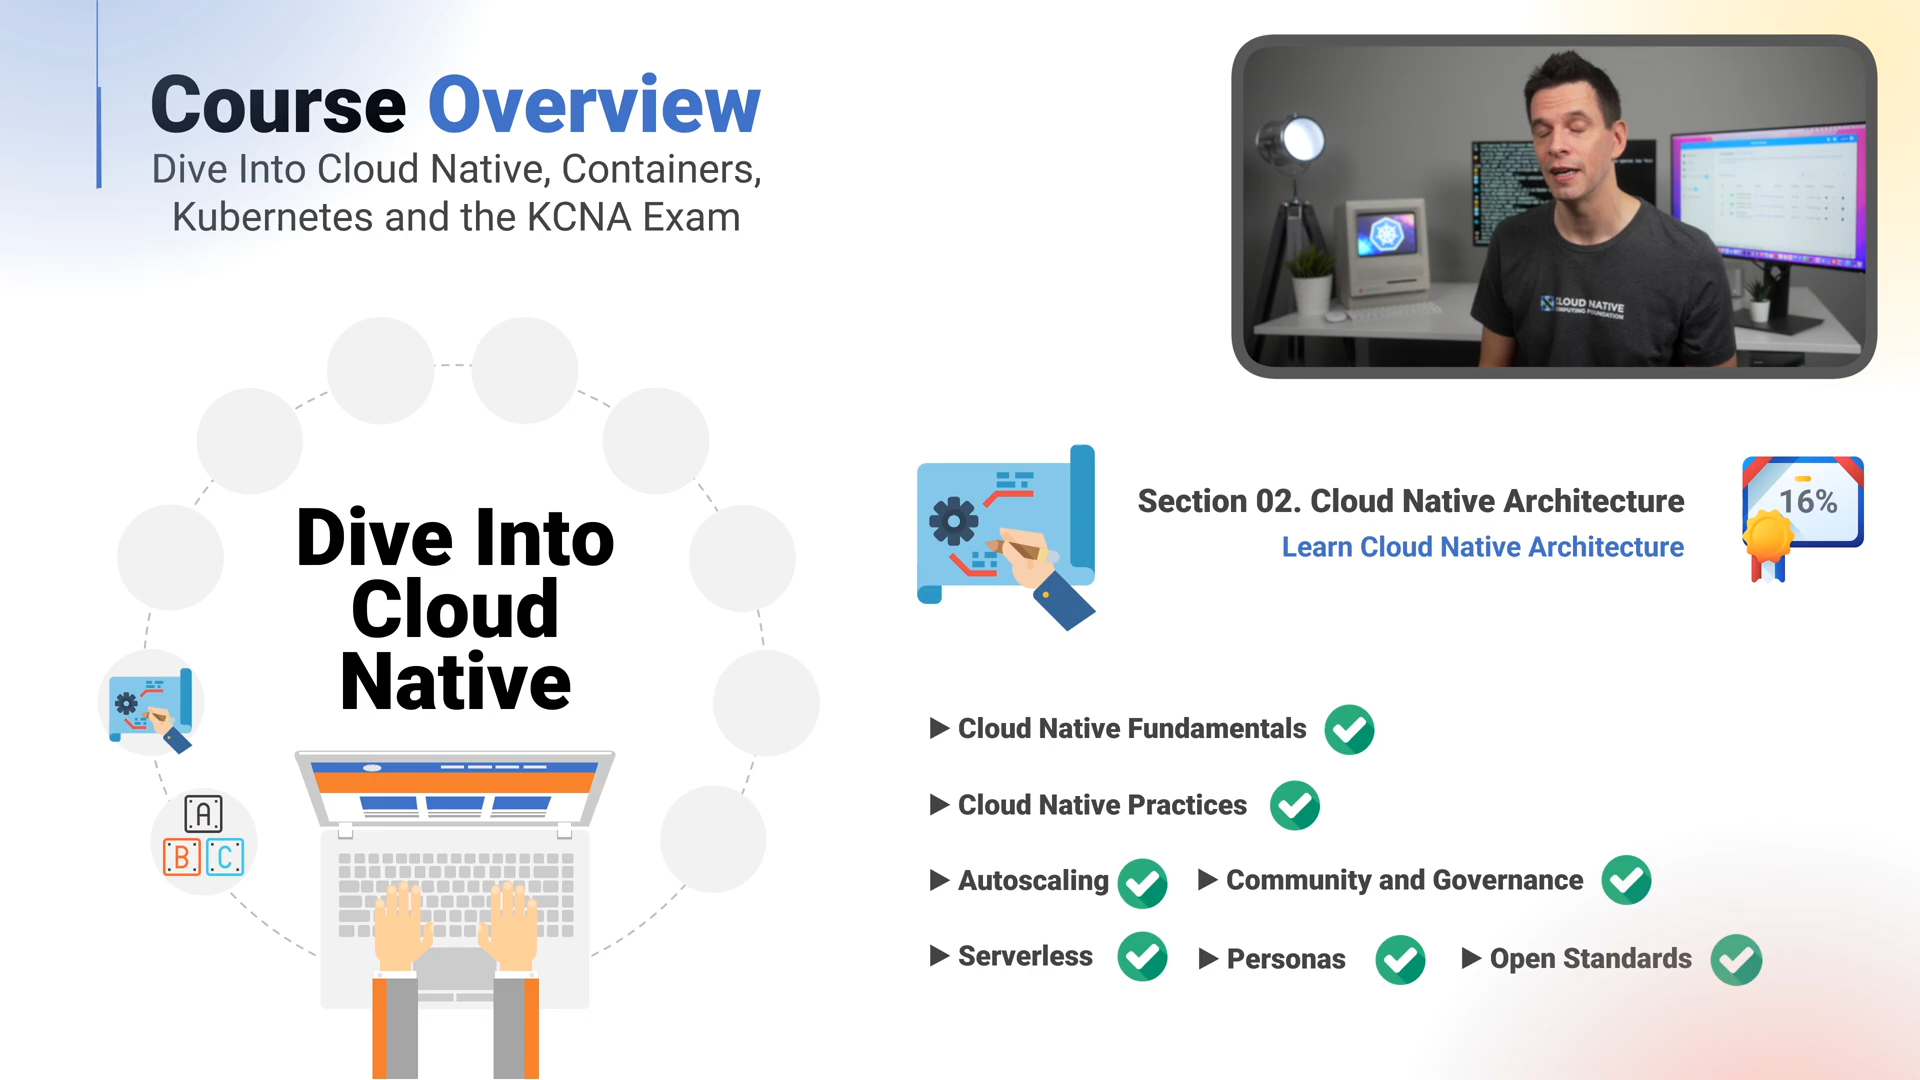 Course Overview
Dive Into Cloud Native, Containers,
Kubernetes and the KCNA Exam
CLOUD NATIVE
COMPUTING FOUNDATION
Dive Into
Cloud
Native
A
B C
Section 02. Cloud Native Architecture
Learn Cloud Native Architecture
16%
Cloud Native Fundamentals
Cloud Native Practices
Autoscaling
Community and Governance
Serverless
Personas
Open Standards